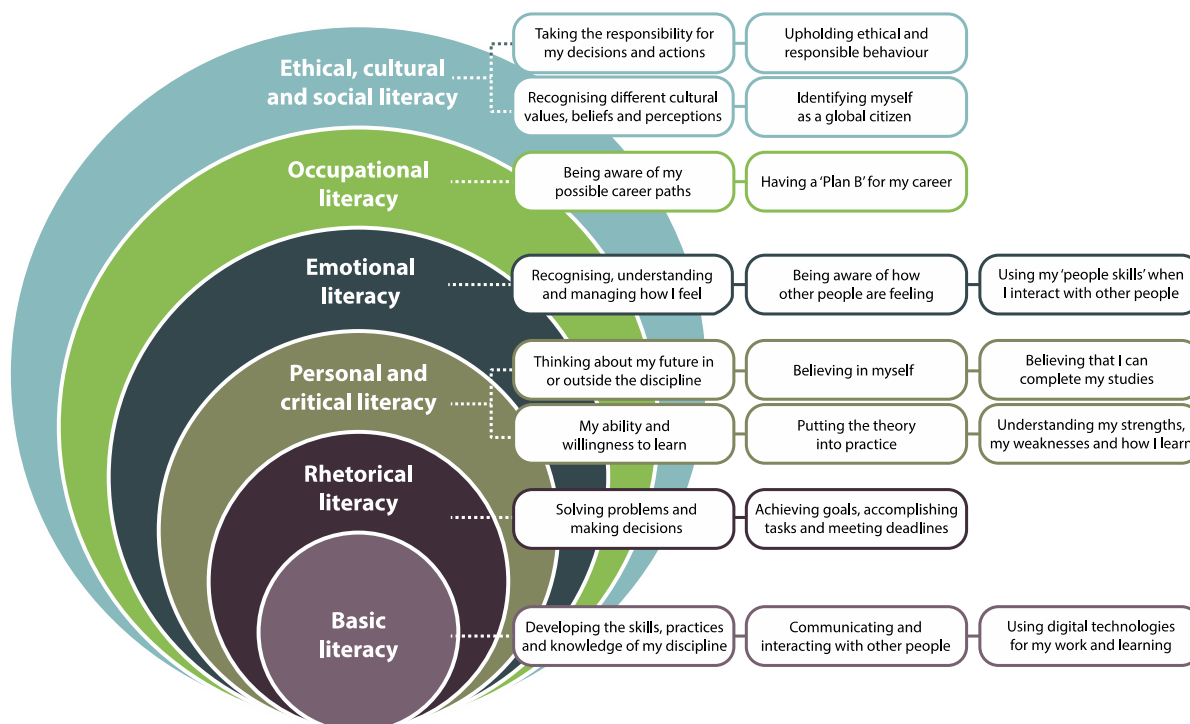 Ethical, cultural
and social literacy
Taking the responsibility for
my decisions and actions
Upholding ethical and
responsible behaviour
Recognising different cultural
values, beliefs and perceptions
Identifying myself
as a global citizen
Occupational
literacy
Being aware of my
possible career paths
Having a ‘Plan B’ for my career
Emotional
literacy
Recognising, understanding
and managing how I feel
Being aware of how
other people are feeling
Using my ‘people skills’ when
I interact with other people
Personal and
critical literacy
Thinking about my future in
or outside the discipline
Believing in myself
Believing that I can
complete my studies
My ability and
willingness to learn
Putting the theory
into practice
Understanding my strengths,
my weaknesses and how I learn
Rhetorical
literacy
Solving problems and
making decisions
Achieving goals, accomplishing
tasks and meeting deadlines
Basic
literacy
Developing the skills, practices
and knowledge of my discipline
Communicating and
interacting with other people
Using digital technologies
for my work and learning